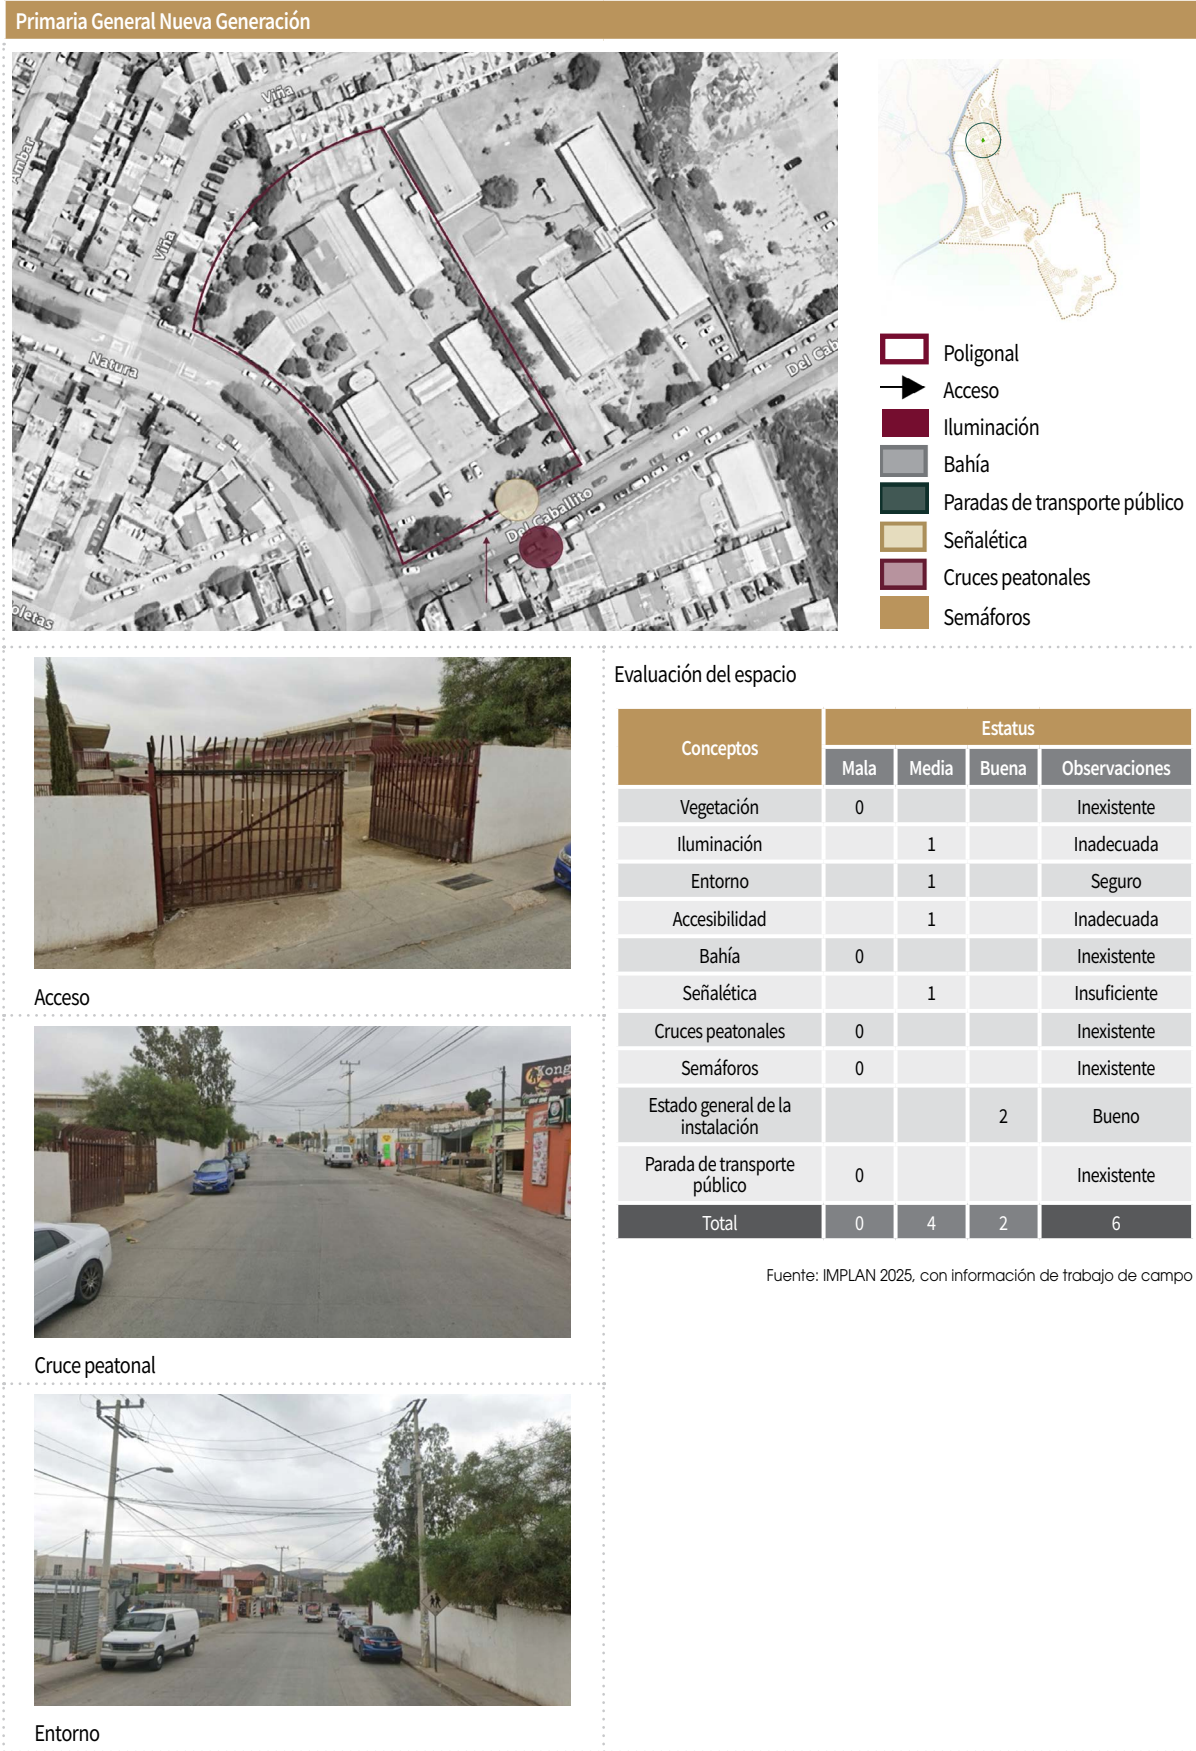 Primaria General Nueva Generación
Viña
Ambar
Viña
Natura
Del Cab
Del Caballito
oletas
Poligonal
Acceso
Iluminación
Bahía
Paradas de transporte público
Señalética
Cruces peatonales
Semáforos
Acceso
Kong
Cruce peatonal
Entorno
Evaluación del espacio
Conceptos Estatus
Mala Media Buena Observaciones
Vegetación 0 Inexistente
Iluminación 1 Inadecuada
Entorno 1 Seguro
Accesibilidad 1 Inadecuada
Bahía 0 Inexistente
Señalética 1 Insuficiente
Cruces peatonales 0 Inexistente
Semáforos 0 Inexistente
Estado general de la
instalación 2 Bueno
Parada de transporte
público 0 Inexistente
Total 0 4 2 6
Fuente: IMPLAN 2025, con información de trabajo de campo